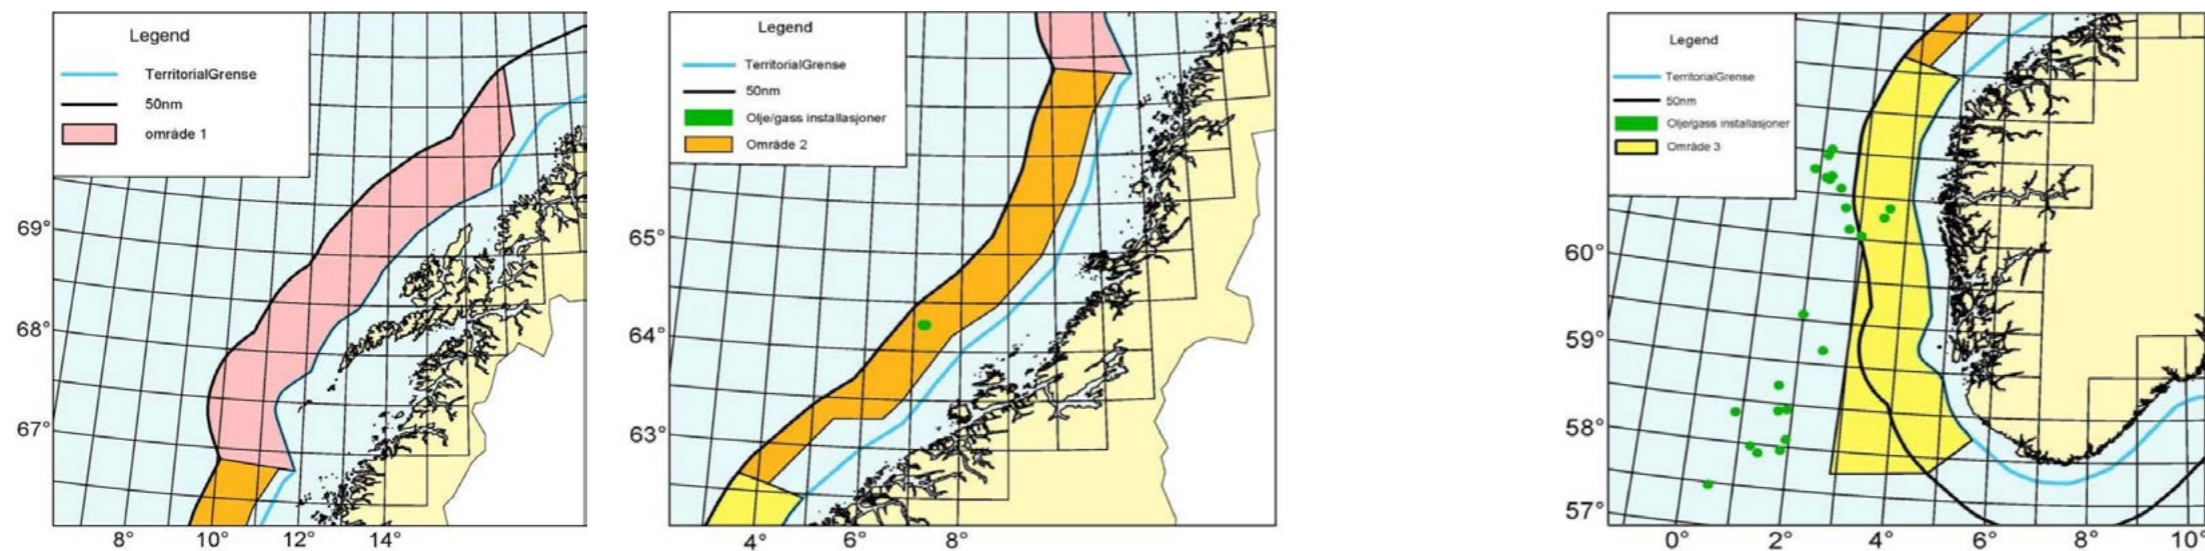 Legend
TerritorialGrense
50nm
område 1
69°
68°
67°
8° 10° 12° 14°
Legend
TerritorialGrense
50nm
Olje/gass installasjoner
Område 2
65°
64°
63°
4° 6° 8°
Legend
TerritorialGrense
50nm
Olje/gass installasjoner
Område 3
60°
59°
58°
57°
0° 2° 4° 6° 8° 10°